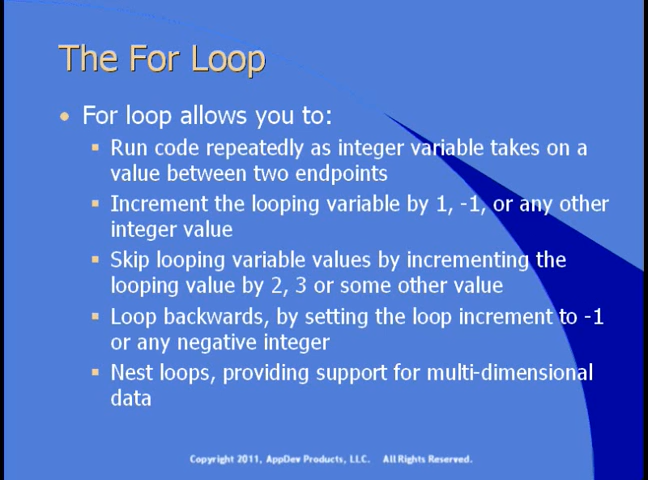 The For Loop
For loop allows you to:
Run code repeatedly as integer variable takes on a
value between two endpoints
Increment the looping variable by 1, -1, or any other
integer value
Skip looping variable values by incrementing the
looping value by 2, 3 or some other value
Loop backwards, by setting the loop increment to -1
or any negative integer
Nest loops, providing support for multi-dimensional
data
Copyright 2011, AppDev Products, LLC. All Rights Reserved.